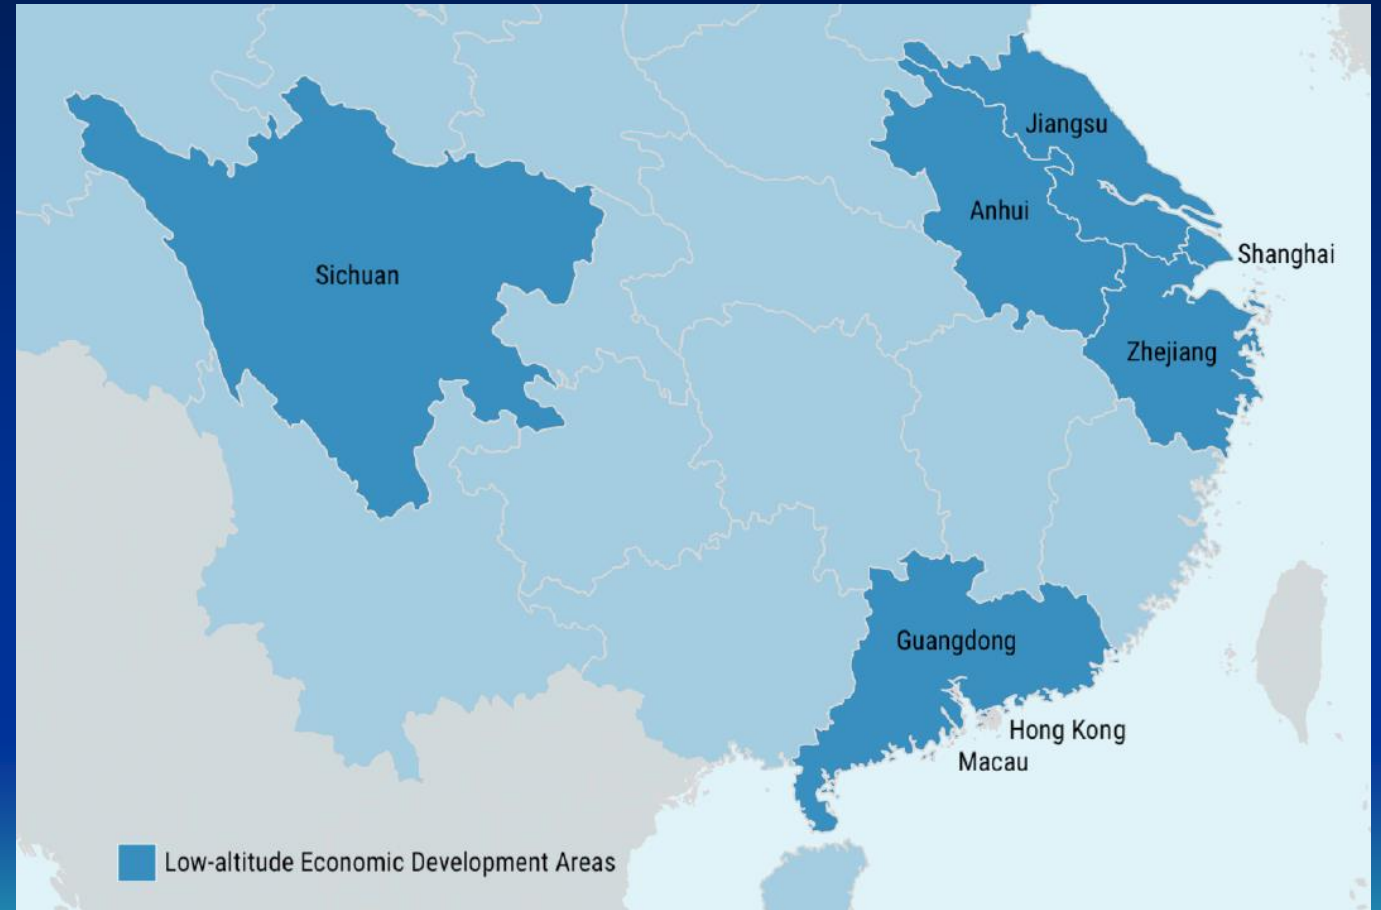 Jiangsu
Anhui
Shanghai
Sichuan
Zhejiang
Guangdong
Hong Kong
Macau
Low-altitude Economic Development Areas